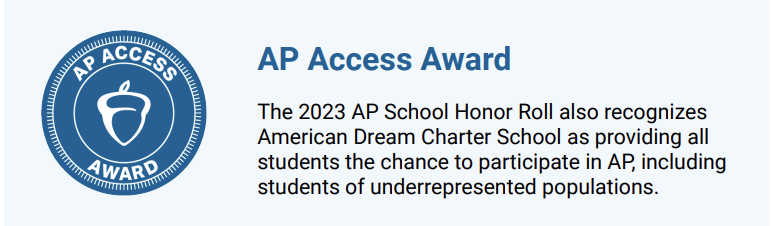 AP ACCESS
AWARD
AP Access Award
The 2023 AP School Honor Roll also recognizes
American Dream Charter School as providing all
students the chance to participate in AP, including
students of underrepresented populations.